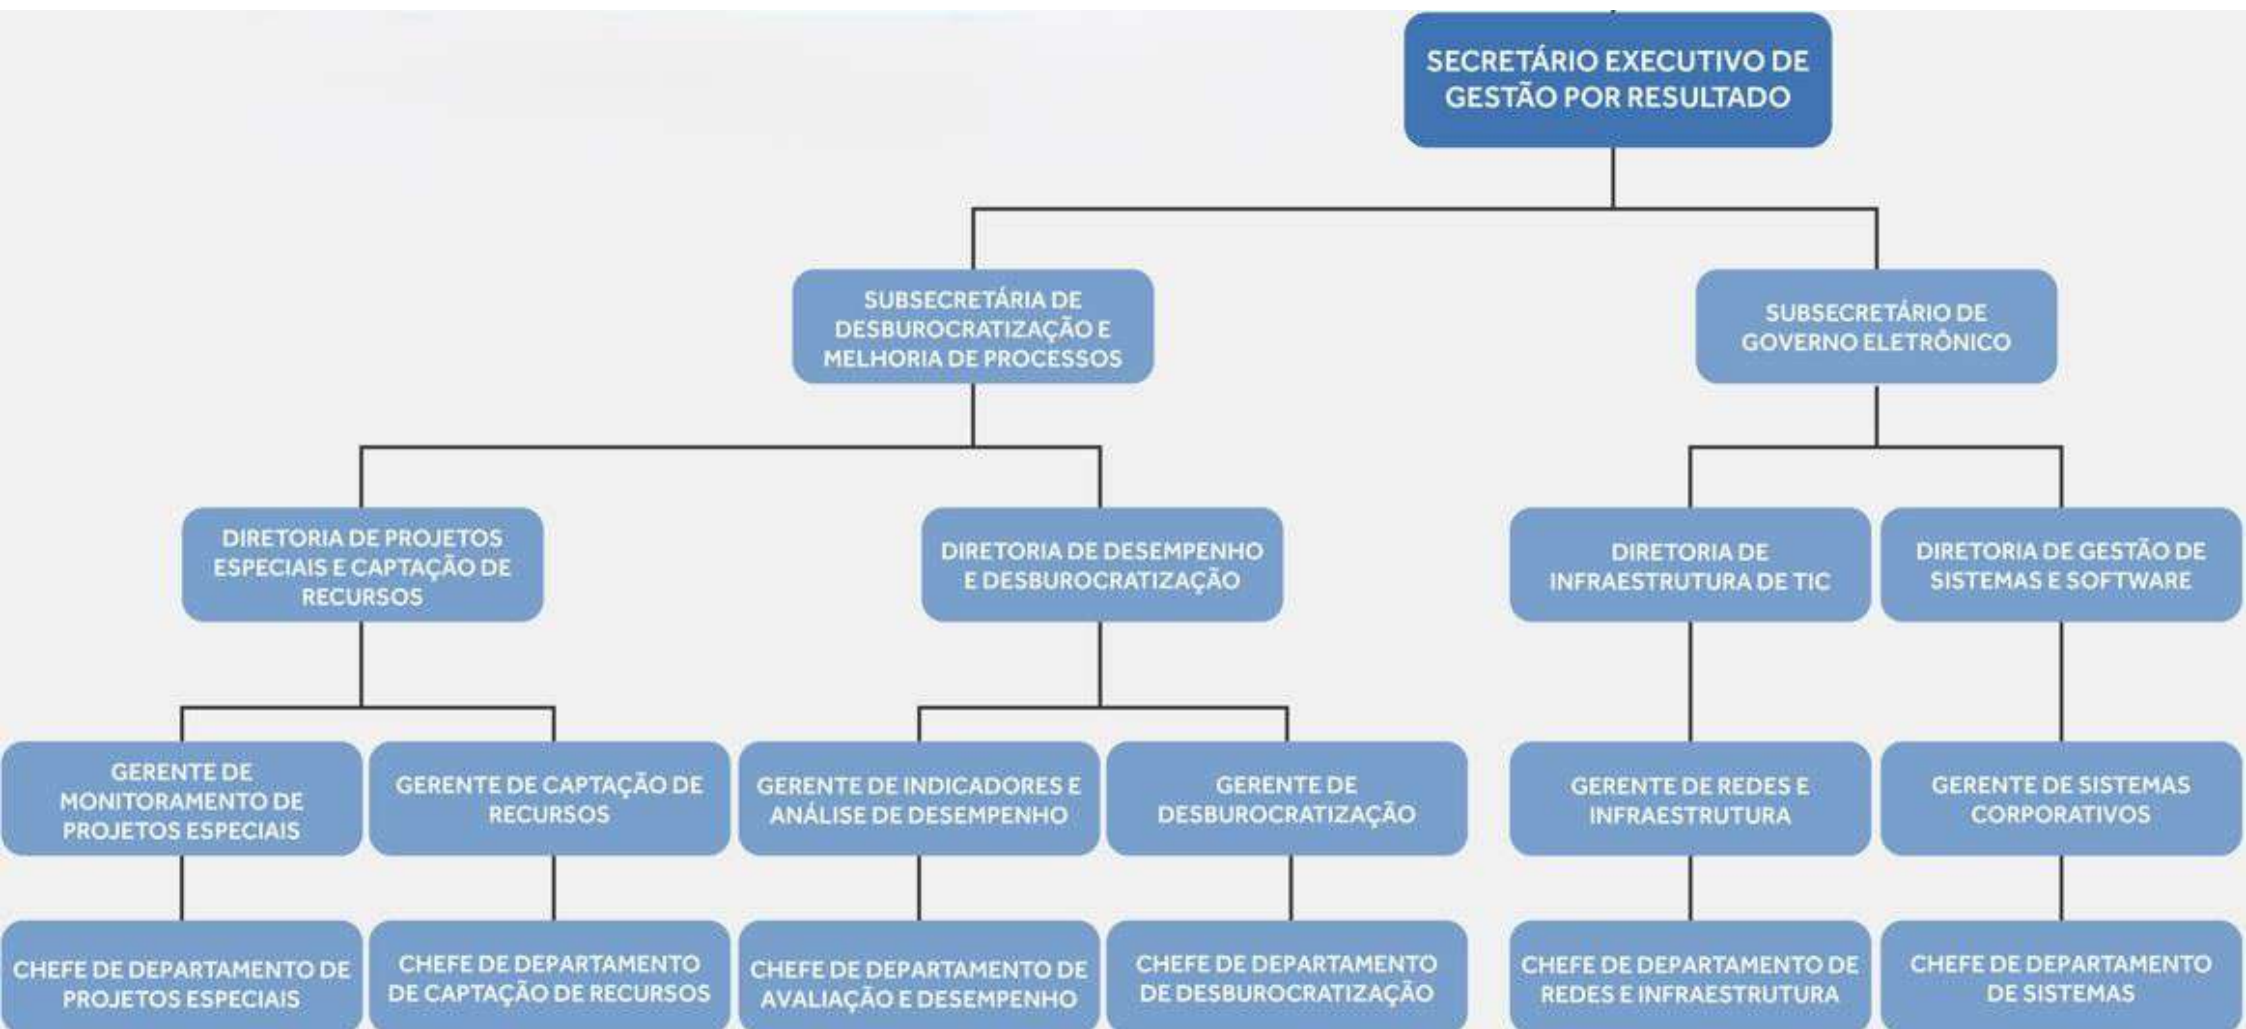 SECRETÁRIO EXECUTIVO DE
GESTÃO POR RESULTADO
SUBSECRETÁRIA DE
DESBUROCRATIZAÇÃO E
MELHORIA DE PROCESSOS
SUBSECRETÁRIO DE
GOVERNO ELETRÔNICO
DIRETORIA DE PROJETOS
ESPECIAIS E CAPTAÇÃO DE
RECURSOS
DIRETORIA DE DESEMPENHO
E DESBUROCRATIZAÇÃO
DIRETORIA DE
INFRAESTRUTURA DE TIC
DIRETORIA DE GESTÃO DE
SISTEMAS E SOFTWARE
GERENTE DE
MONITORAMENTO DE
PROJETOS ESPECIAIS
GERENTE DE CAPTAÇÃO DE
RECURSOS
GERENTE DE INDICADORES E
ANÁLISE DE DESEMPENHO
GERENTE DE
DESBUROCRATIZAÇÃO
GERENTE DE REDES E
INFRAESTRUTURA
GERENTE DE SISTEMAS
CORPORATIVOS
CHEFE DE DEPARTAMENTO DE
PROJETOS ESPECIAIS
CHEFE DE DEPARTAMENTO
DE CAPTAÇÃO DE RECURSOS
CHEFE DE DEPARTAMENTO DE
AVALIAÇÃO E DESEMPENHO
CHEFE DE DEPARTAMENTO
DE DESBUROCRATIZAÇÃO
CHEFE DE DEPARTAMENTO DE
REDES E INFRAESTRUTURA
CHEFE DE DEPARTAMENTO
DE SISTEMAS